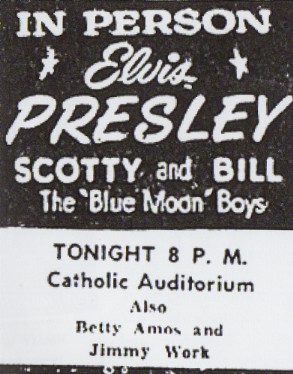 IN PERSON
Elvis
PRESLEY
SCOTTY and BILL
The "Blue Moon" Boys
TONIGHT 8 P. M.
Catholic Auditorium
Also
Betty Amos and
Jimmy Work